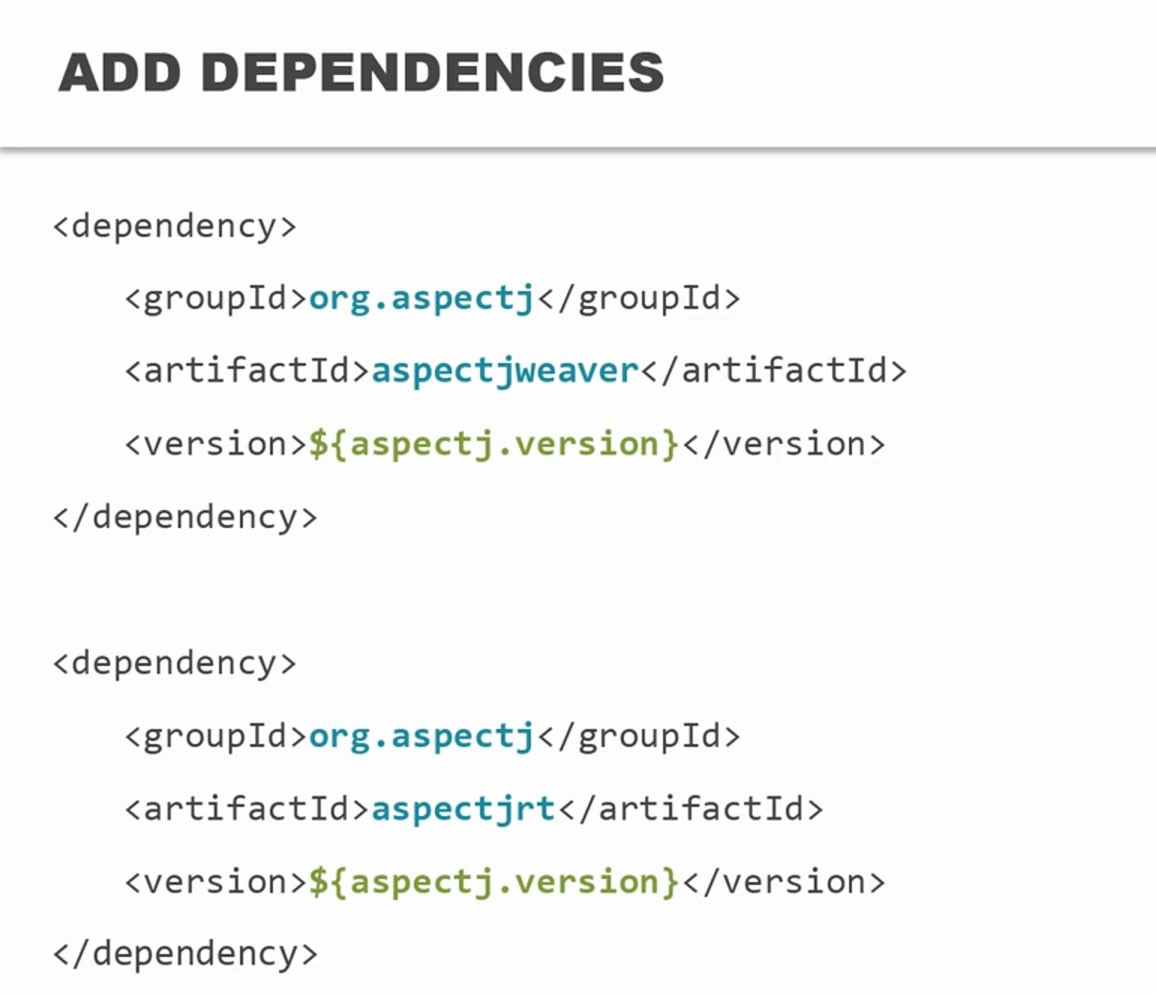 ADD DEPENDENCIES
<dependency>
<groupId>org.aspectj</groupId>
<artifactId>aspectjweaver</artifactId>
<version>${aspectj.version}</version>
</dependency>
<dependency>
<groupId>org.aspectj</groupId>
<artifactId>aspectjrt</artifactId>
<version>${aspectj.version}</version>
</dependency>